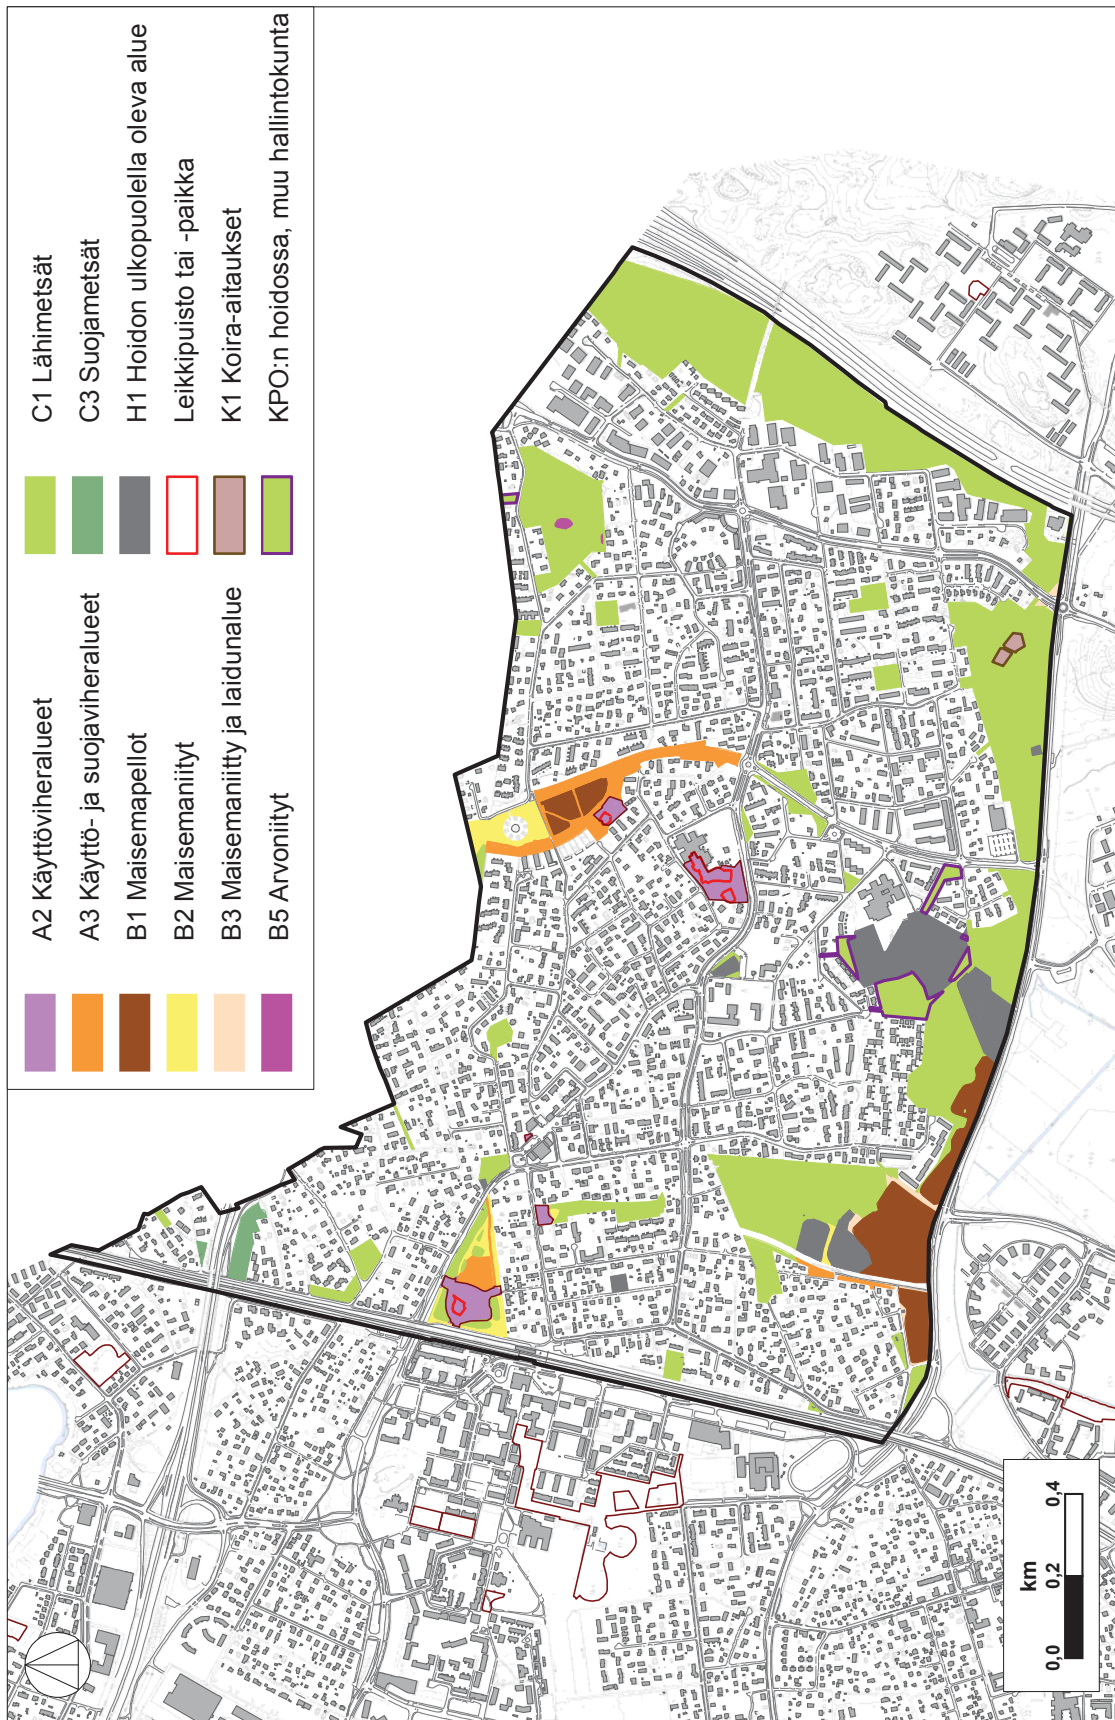 A2 Käyttöviheralueet
A3 Käyttö- ja suojaviheralueet
B1 Maisemapellot
B2 Maisemaniityt
B3 Maisemaniitty ja laidunalue
B5 Arvoniityt
C1 Lähimetsät
C3 Suojametsät
H1 Hoidon ulkopuolella oleva alue
Leikkipuisto tai -paikka
K1 Koira-aitaukset
KPO:n hoidossa, muu hallintokunta
km
0,0 0,2 0,4